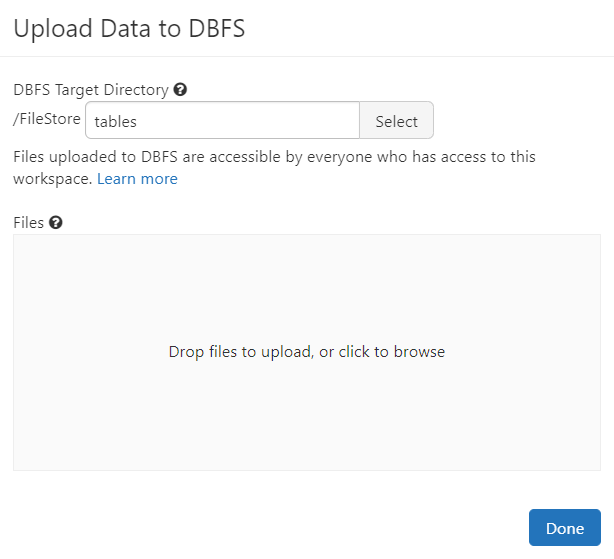 Upload Data to DBFS
DBFS Target Directory ?
/FileStore tables Select
Files uploaded to DBFS are accessible by everyone who has access to this
workspace. Learn more
Files ?
Drop files to upload, or click to browse
Done